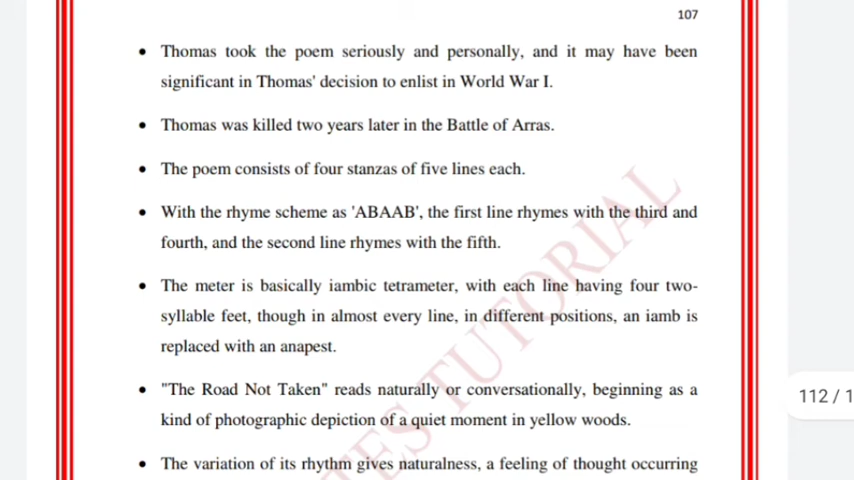 107
• Thomas took the poem seriously and personally, and it may have been
significant in Thomas' decision to enlist in World War I.
• Thomas was killed two years later in the Battle of Arras.
• The poem consists of four stanzas of five lines each.
• With the rhyme scheme as 'ABAAB', the first line rhymes with the third and
fourth, and the second line rhymes with the fifth.
• The meter is basically iambic tetrameter, with each line having four two-
syllable feet, though in almost every line, in different positions, an iamb is
replaced with an anapest.
• "The Road Not Taken" reads naturally or conversationally, beginning as a
kind of photographic depiction of a quiet moment in yellow woods.
• The variation of its rhythm gives naturalness, a feeling of thought occurring
112 / 1
TES TUTORIAL